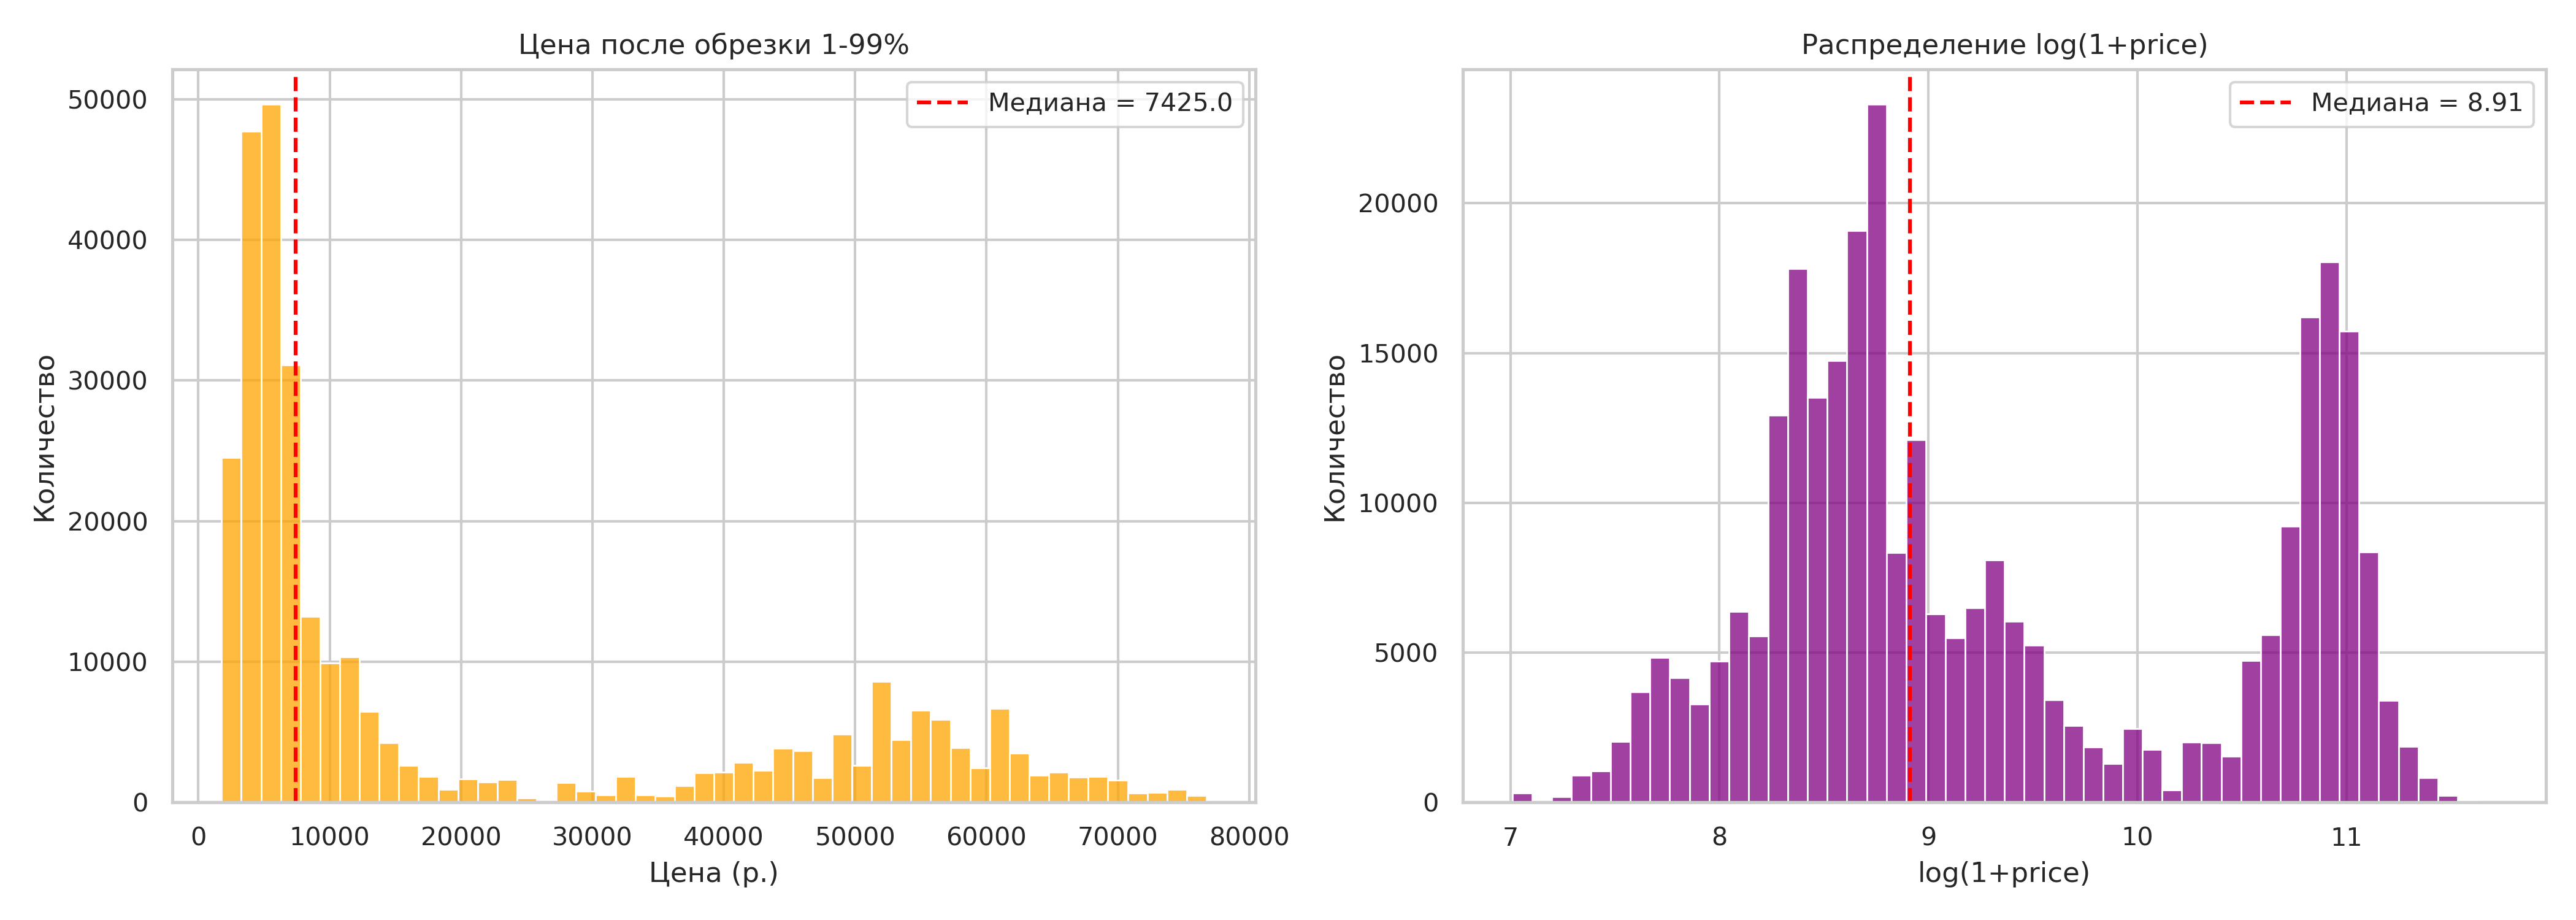 Цена после обрезки 1-99%
Медиана = 7425.0
Количество
50000
40000
30000
20000
10000
0
0 10000 20000 30000 40000 50000 60000 70000 80000
Цена (р.)
Распределение log(1+price)
Медиана = 8.91
Количество
20000
15000
10000
5000
0
7 8 9 10 11
log(1+price)